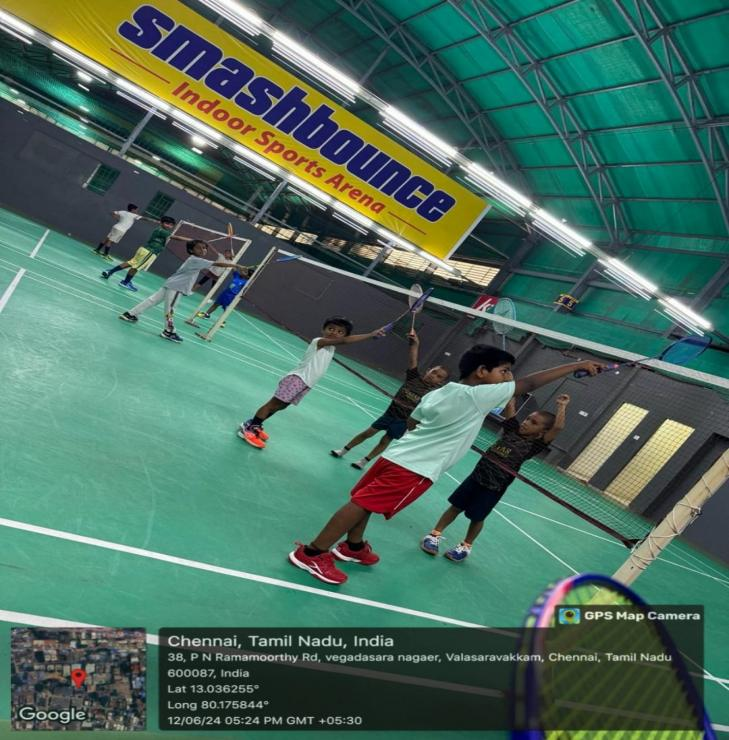 smashbounce
Indoor Sports Arena
GPS Map Camera
Chennai, Tamil Nadu, India
38, P N Ramamoorthy Rd, vegadasara nagaer, Valasaravakkam, Chennai, Tamil Nadu
600087, India
Lat 13.036255°
Long 80.175844°
12/06/24 05:24 PM GMT +05:30
Google